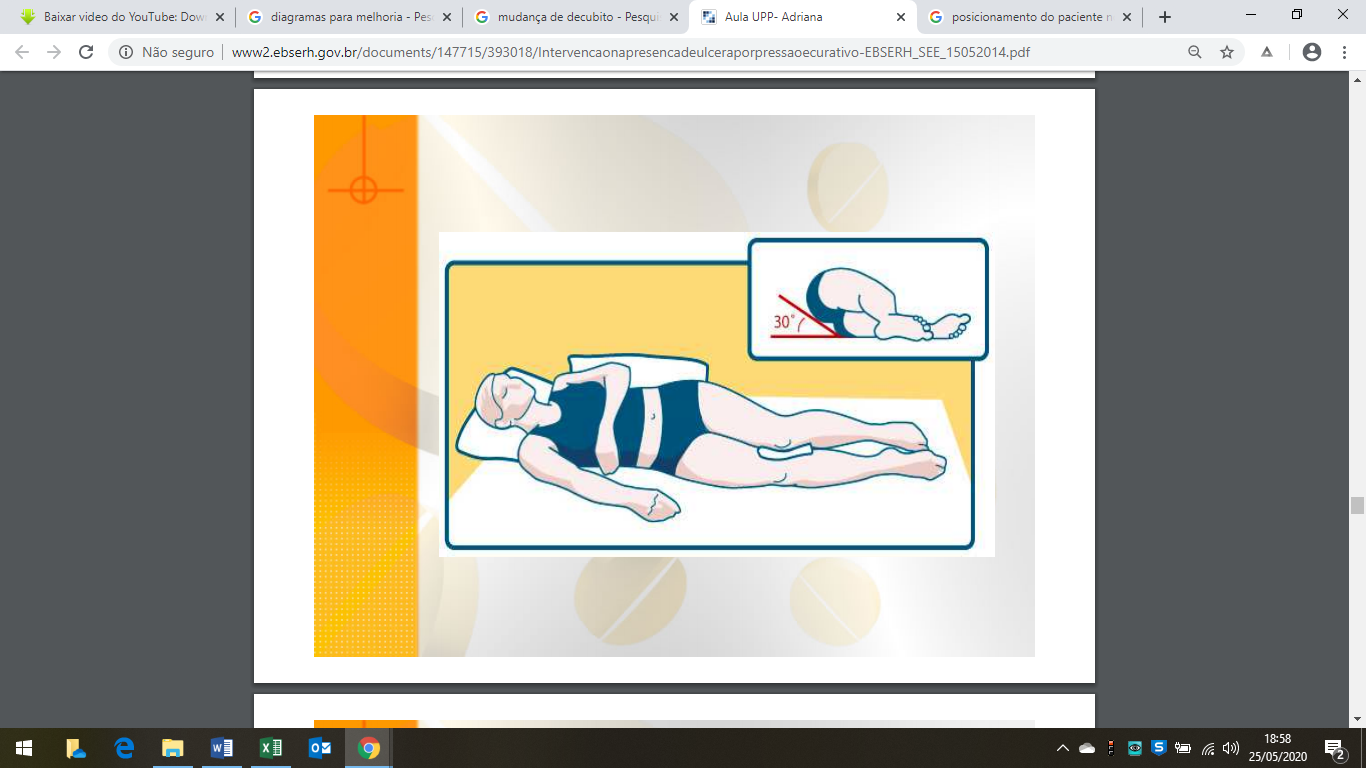 Baixar video do YouTube: Dow
diagramas para melhoria - Pes
mudança de decubito - Pesqui
Aula UPP- Adriana
posicionamento do paciente n
Não seguro
www2.ebserh.gov.br/documents/147715/393018/Intervencaonapresencadeulceraporpressaoecurativo-EBSERH_SEE_15052014.pdf
30°
18:58
25/05/2020
2